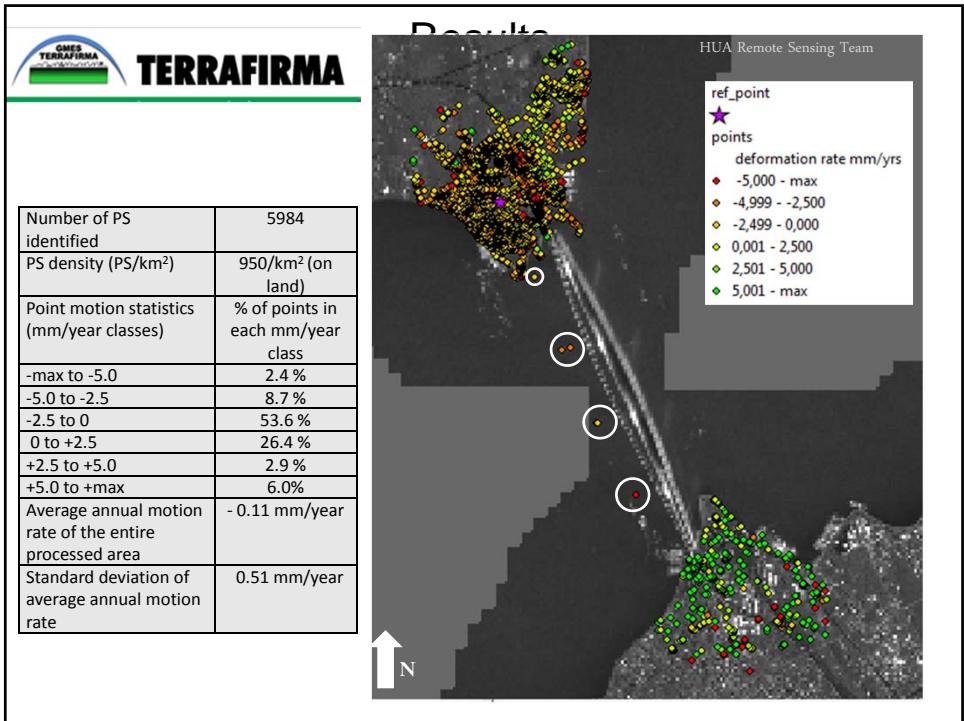 Results
GMES
TERRAFIRMA
TERRAFIRMA
HUA Remote Sensing Team
ref_point
points
deformation rate mm/yrs
-5,000 - max
-4,999 - -2,500
-2,499 - 0,000
0,001 - 2,500
2,501 - 5,000
5,001 - max
Number of PS 5984
identified
PS density (PS/km²) 950/km² (on
land)
Point motion statistics % of points in
(mm/year classes) each mm/year
class
-max to -5.0 2.4 %
-5.0 to -2.5 8.7 %
-2.5 to 0 53.6 %
0 to +2.5 26.4 %
+2.5 to +5.0 2.9 %
+5.0 to +max 6.0%
Average annual motion - 0.11 mm/year
rate of the entire
processed area
Standard deviation of 0.51 mm/year
average annual motion
rate
N